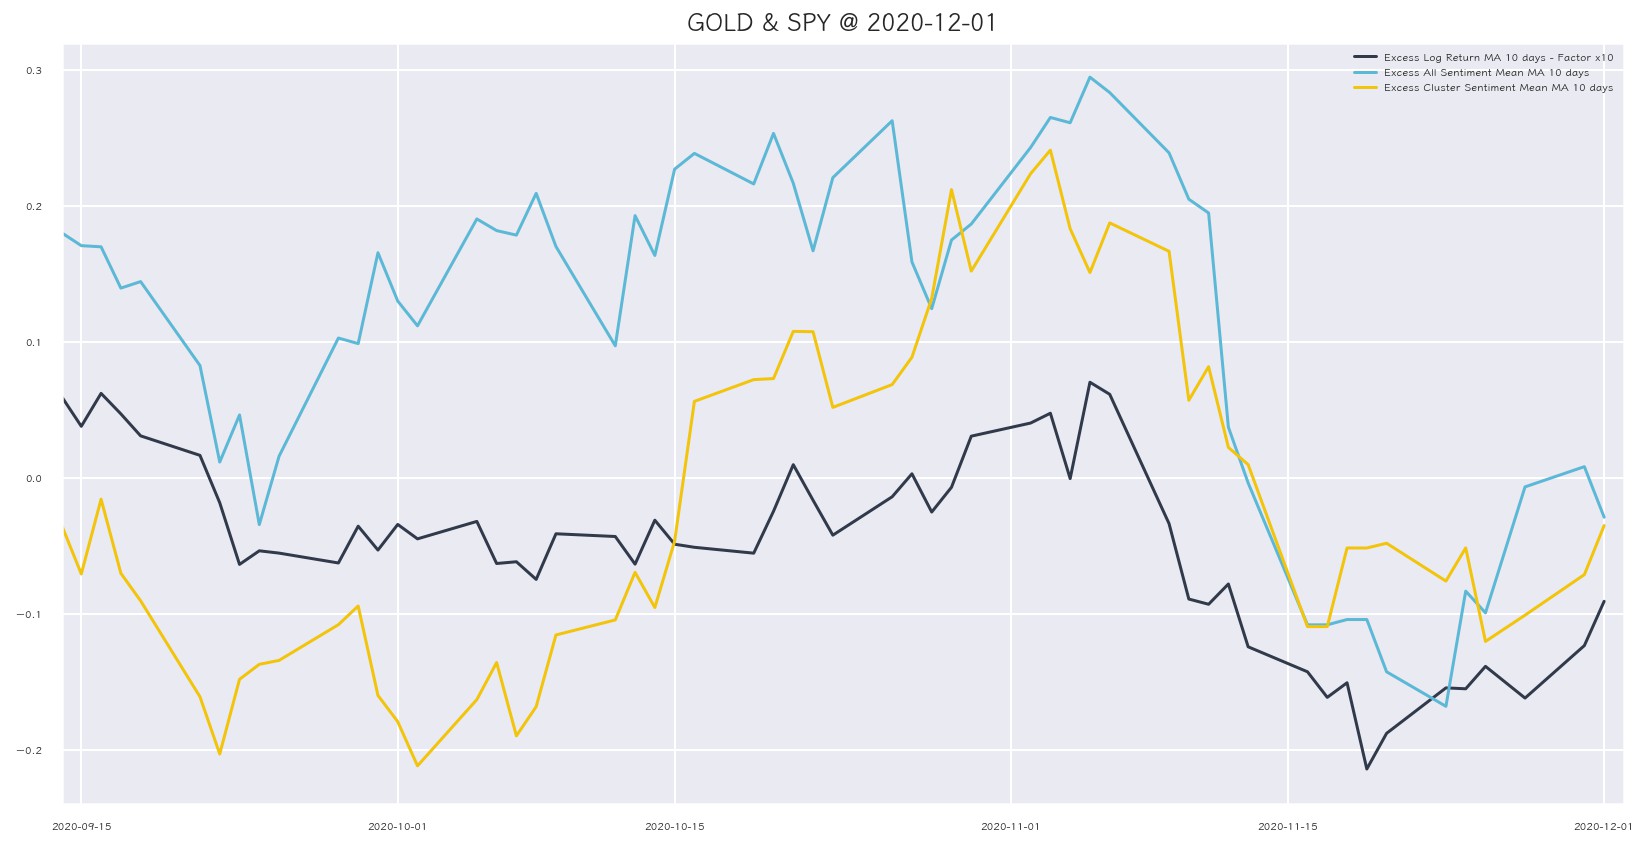 GOLD & SPY @ 2020-12-01
Excess Log Return MA 10 days - Factor x10
Excess All Sentiment Mean MA 10 days
Excess Cluster Sentiment Mean MA 10 days
0.3
0.2
0.1
0.0
−0.1
−0.2
2020-09-15 2020-10-01 2020-10-15 2020-11-01 2020-11-15 2020-12-01